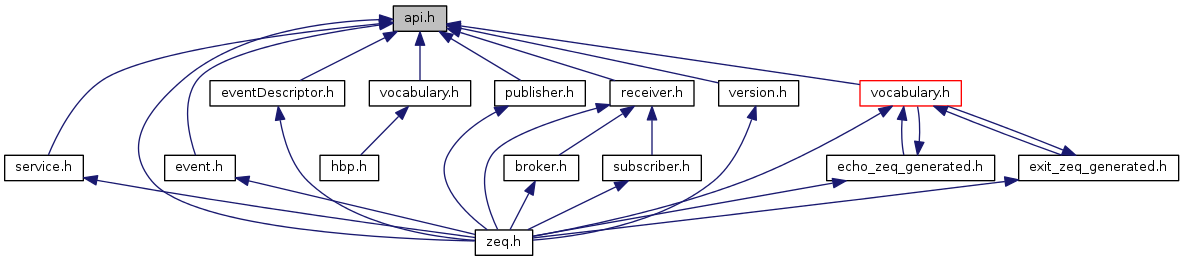 api.h
eventDescriptor.h
vocabulary.h
publisher.h
receiver.h
version.h
vocabulary.h
service.h
event.h
hbp.h
broker.h
subscriber.h
echo_zeq_generated.h
exit_zeq_generated.h
zeq.h